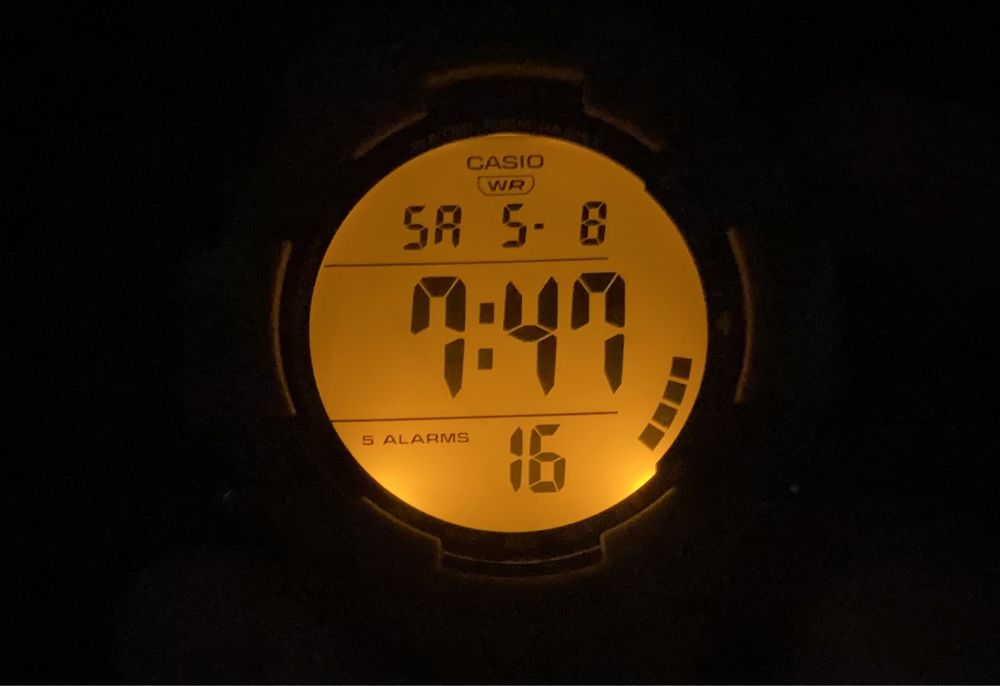 CASIO
WR
SA 5- 8
7:47
5 ALARMS 16